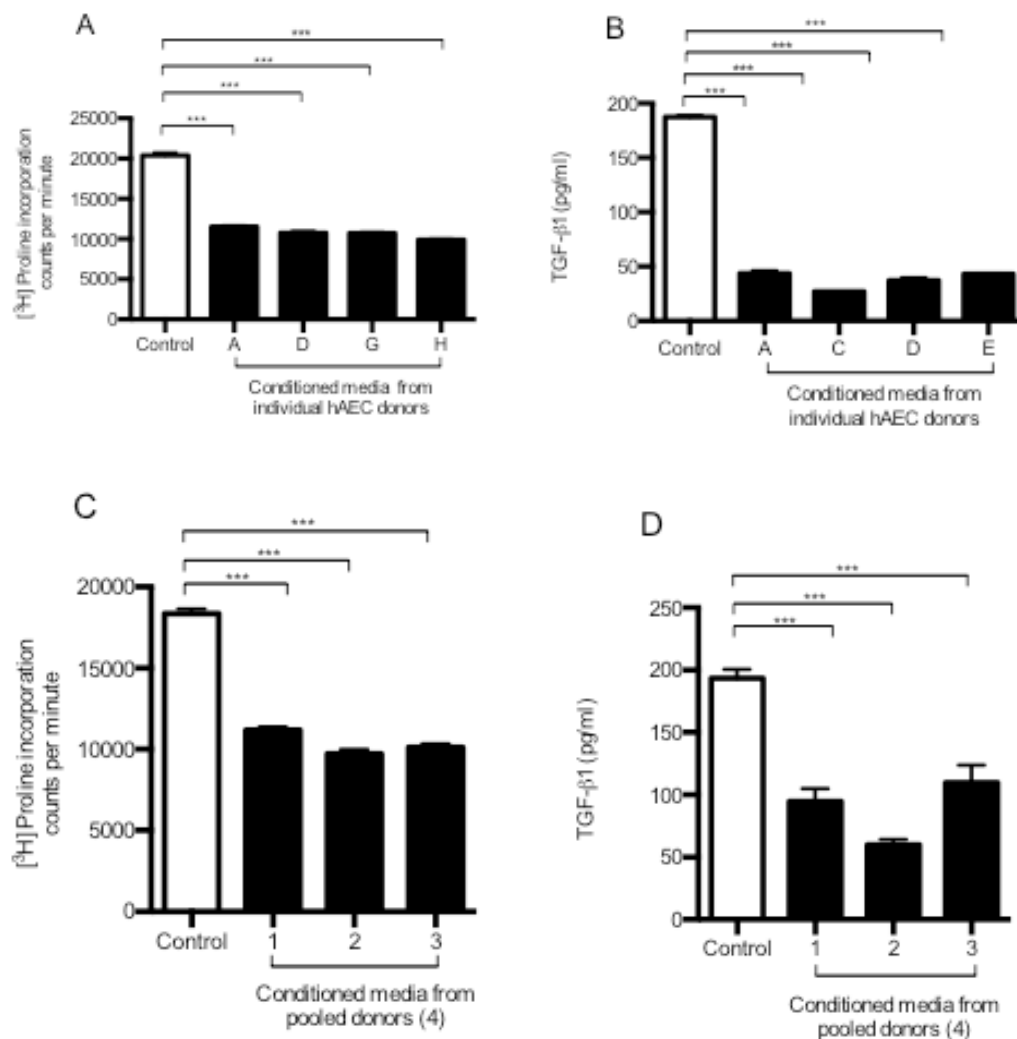 A
***
***
***
***
[³H] Proline incorporation
counts per minute
25000
20000
15000
10000
5000
0
Control
A
D
G
H
Conditioned media from
individual hAEC donors
B
***
***
***
***
TGF-β1 (pg/ml)
200
150
100
50
0
Control
A
C
D
E
Conditioned media from
individual hAEC donors
C
***
***
***
[³H] Proline incorporation
counts per minute
20000
15000
10000
5000
0
Control
1
2
3
Conditioned media from
pooled donors (4)
D
***
***
***
TGF-β1 (pg/ml)
250
200
150
100
50
0
Control
1
2
3
Conditioned media from
pooled donors (4)